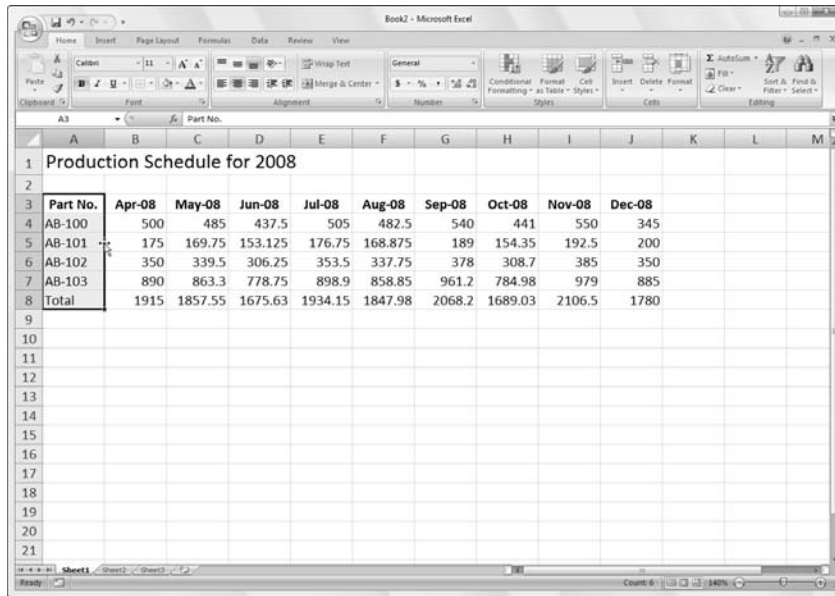 Book2 - Microsoft Excel
Home Insert Page Layout Formulas Data Review View
Calibri 11 A A Wrap Text General AutoSum
Paste Fill
B I U A Merge & Center $ % , Conditional Formatting Format as Table Cell Styles Insert Delete Format Clear Sort & Filter Find & Select
Clipboard Font Alignment Number Styles Cells Editing
A3 fx Part No.
A B C D E F G H I J K L M
1 Production Schedule for 2008
2
3 Part No. Apr-08 May-08 Jun-08 Jul-08 Aug-08 Sep-08 Oct-08 Nov-08 Dec-08
4 AB-100 500 485 437.5 505 482.5 540 441 550 345
5 AB-101 175 169.75 153.125 176.75 168.875 189 154.35 192.5 200
6 AB-102 350 339.5 306.25 353.5 337.75 378 308.7 385 350
7 AB-103 890 863.3 778.75 898.9 858.85 961.2 784.98 979 885
8 Total 1915 1857.55 1675.63 1934.15 1847.98 2068.2 1689.03 2106.5 1780
9
10
11
12
13
14
15
16
17
18
19
20
21
Sheet1 Sheet2 Sheet3
Ready Count: 6 140%